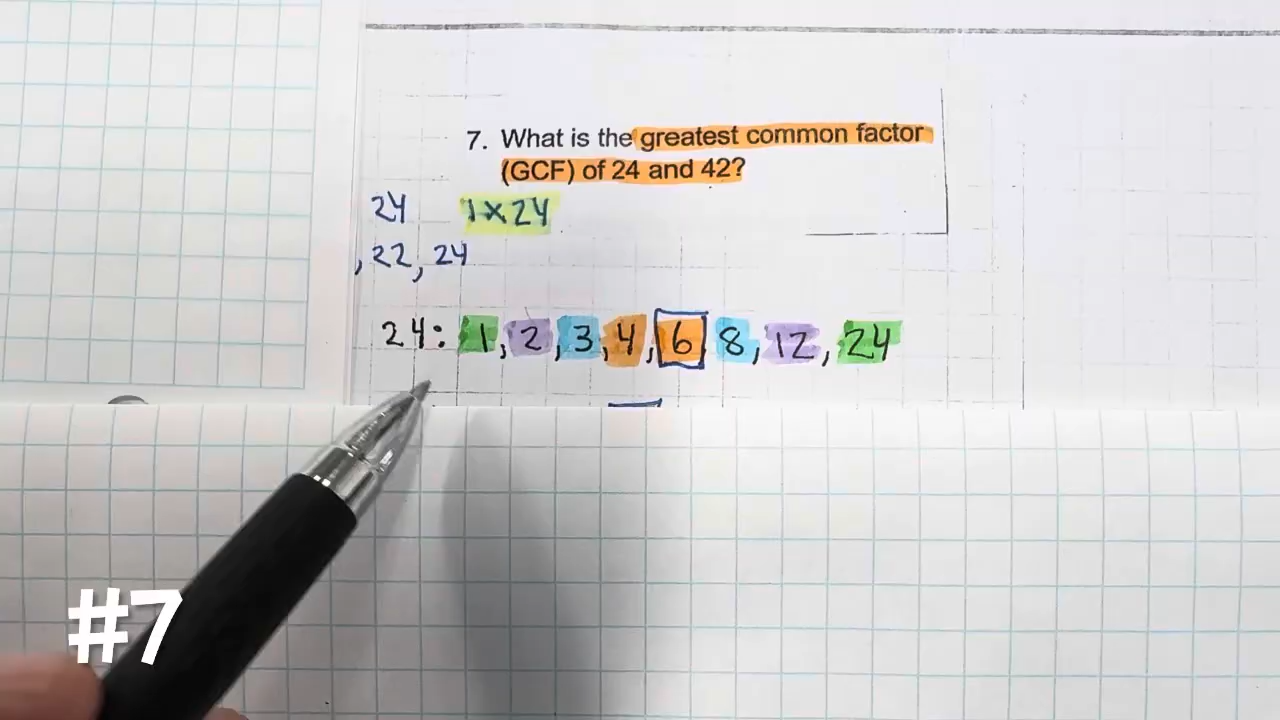 7. What is the greatest common factor
(GCF) of 24 and 42?
24 1×24
, 22, 24
24: 1, 2, 3, 4, 6, 8, 12, 24
#7